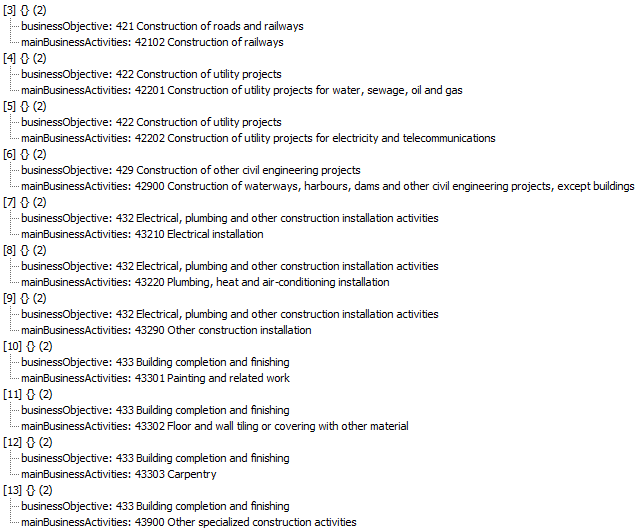 [3] {} (2)
businessObjective: 421 Construction of roads and railways
mainBusinessActivities: 42102 Construction of railways
[4] {} (2)
businessObjective: 422 Construction of utility projects
mainBusinessActivities: 42201 Construction of utility projects for water, sewage, oil and gas
[5] {} (2)
businessObjective: 422 Construction of utility projects
mainBusinessActivities: 42202 Construction of utility projects for electricity and telecommunications
[6] {} (2)
businessObjective: 429 Construction of other civil engineering projects
mainBusinessActivities: 42900 Construction of waterways, harbours, dams and other civil engineering projects, except buildings
[7] {} (2)
businessObjective: 432 Electrical, plumbing and other construction installation activities
mainBusinessActivities: 43210 Electrical installation
[8] {} (2)
businessObjective: 432 Electrical, plumbing and other construction installation activities
mainBusinessActivities: 43220 Plumbing, heat and air-conditioning installation
[9] {} (2)
businessObjective: 432 Electrical, plumbing and other construction installation activities
mainBusinessActivities: 43290 Other construction installation
[10] {} (2)
businessObjective: 433 Building completion and finishing
mainBusinessActivities: 43301 Painting and related work
[11] {} (2)
businessObjective: 433 Building completion and finishing
mainBusinessActivities: 43302 Floor and wall tiling or covering with other material
[12] {} (2)
businessObjective: 433 Building completion and finishing
mainBusinessActivities: 43303 Carpentry
[13] {} (2)
businessObjective: 433 Building completion and finishing
mainBusinessActivities: 43900 Other specialized construction activities